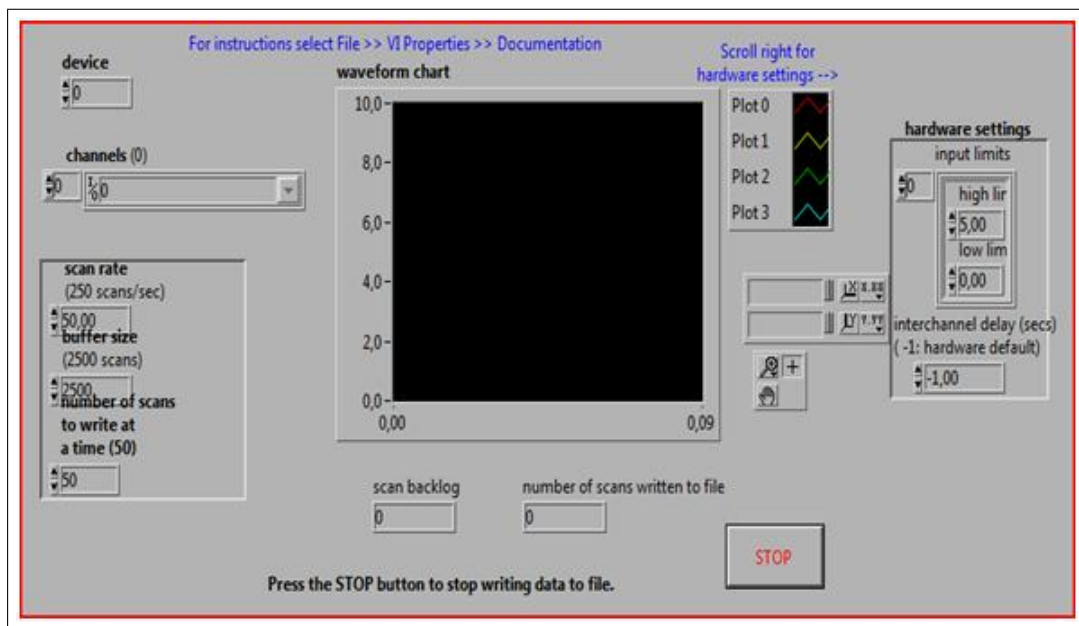 For instructions select File >> VI Properties >> Documentation
device
0
channels (0)
0
0
scan rate
(250 scans/sec)
50,00
buffer size
(2500 scans)
2500
number of scans
to write at
a time (50)
50
waveform chart
10,0
8,0
6,0
4,0
2,0
0,0
0,00
0,09
Scroll right for
hardware settings -->
Plot 0
Plot 1
Plot 2
Plot 3
X.XX
Y.YY
hardware settings
input limits
0
high lir
5,00
low lim
0,00
interchannel delay (secs)
( -1: hardware default)
-1,00
scan backlog
0
number of scans written to file
0
STOP
Press the STOP button to stop writing data to file.